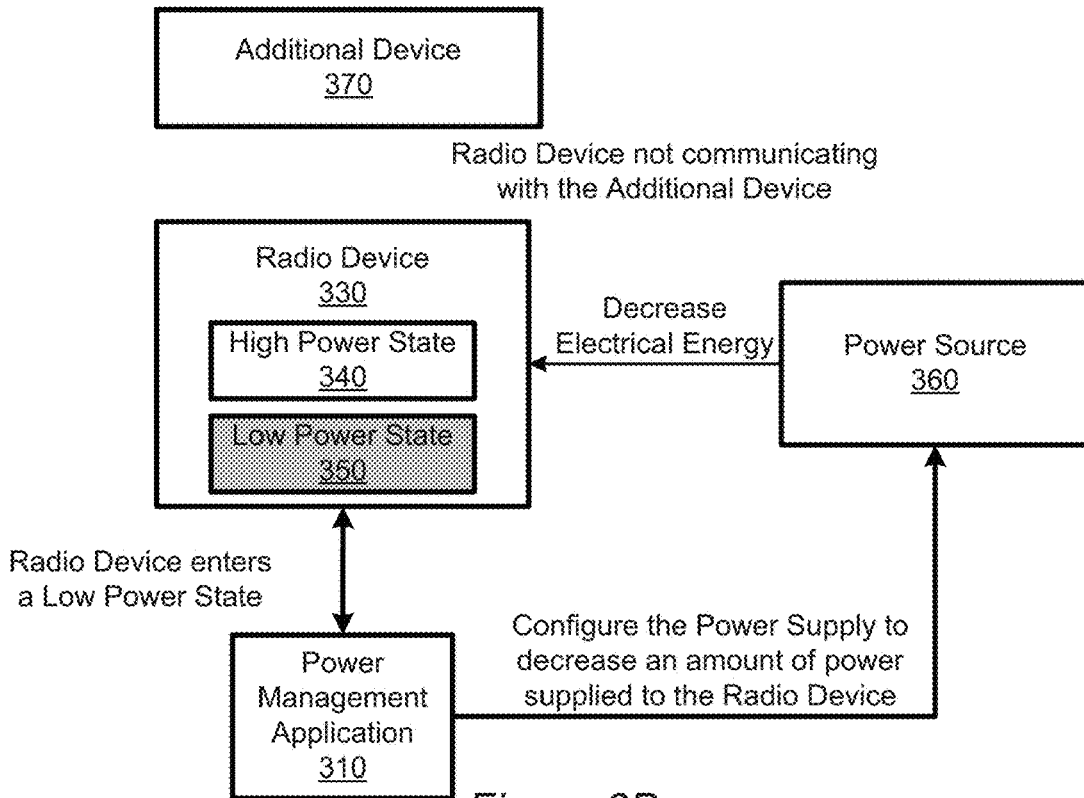 Additional Device
370
Radio Device not communicating
with the Additional Device
Radio Device
330
High Power State
340
Low Power State
350
Decrease
Electrical Energy
Power Source
360
Radio Device enters
a Low Power State
Configure the Power Supply to
decrease an amount of power
supplied to the Radio Device
Power
Management
Application
310